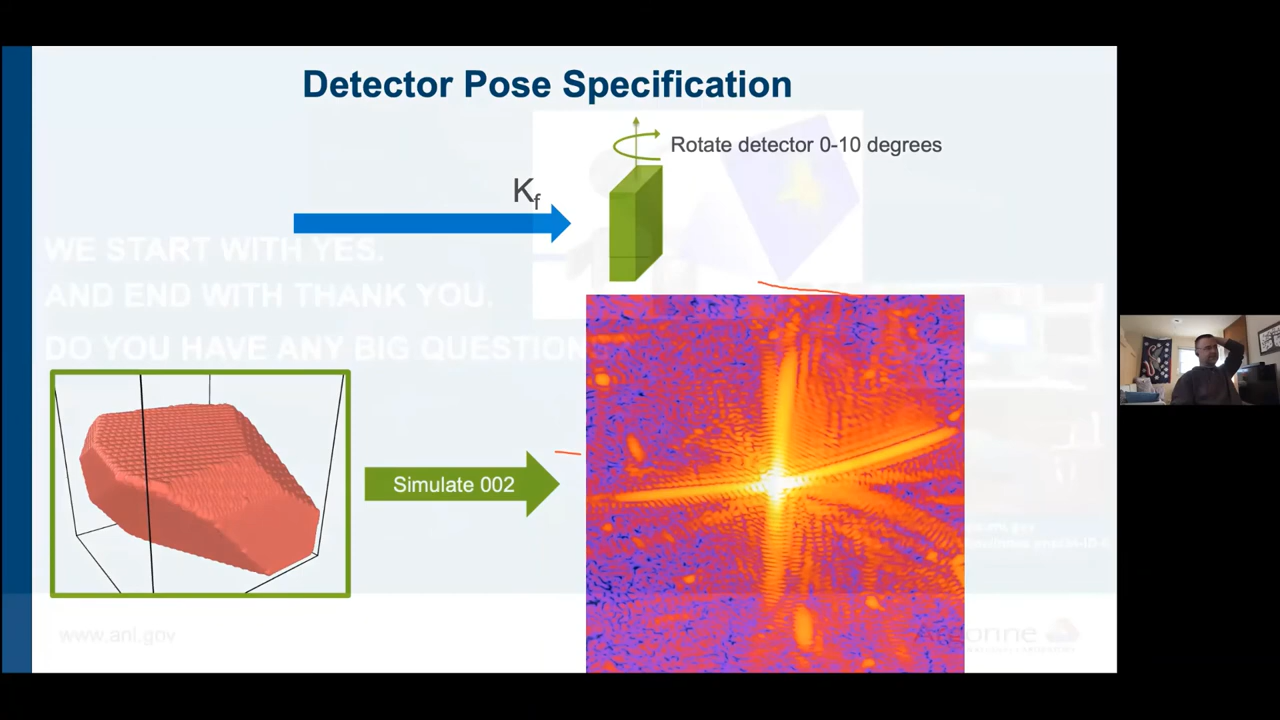 Detector Pose Specification
Rotate detector 0-10 degrees
Kf
WE START WITH YES.
AND END WITH THANK YOU.
DO YOU HAVE ANY BIG QUESTION
Simulate 002
www.anl.gov